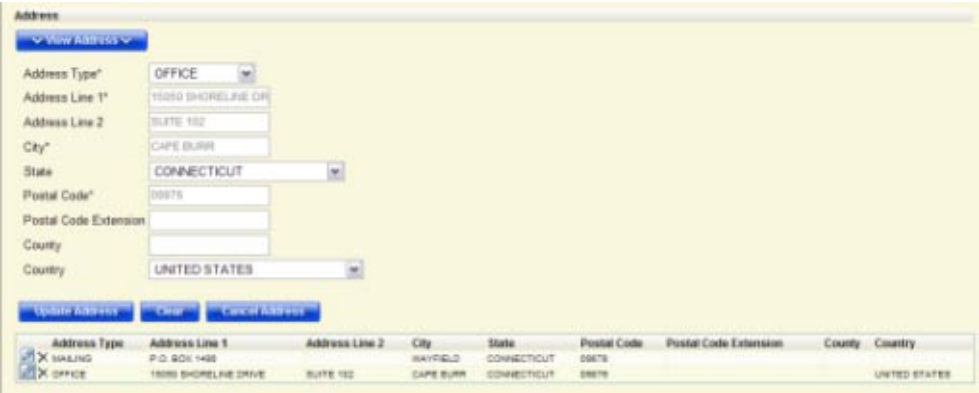 Address
View Address
Address Type* OFFICE
Address Line 1* SHORELINE DR
Address Line 2 SUITE 102
City* CAPE BURR
State CONNECTICUT
Postal Code*
Postal Code Extension
County
Country UNITED STATES
Update Address Clear Cancel Address
Address Type Address Line 1 Address Line 2 City State Postal Code Postal Code Extension County Country
MAILING P.O. BOX 1498 WAYFIELD CONNECTICUT
OFFICE SHORELINE DRIVE SUITE 102 CAPE BURR CONNECTICUT UNITED STATES